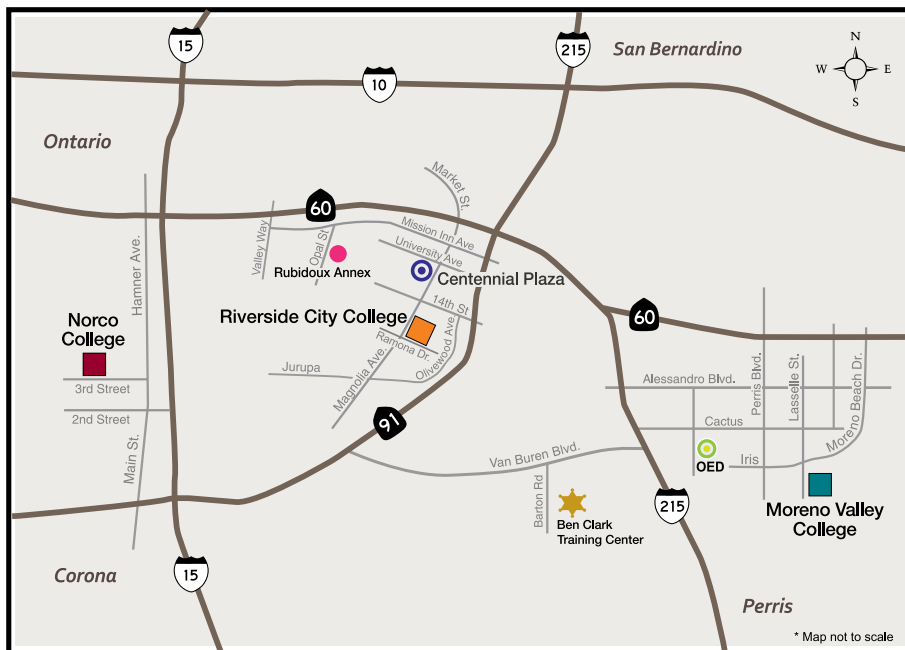 15
215
San Bernardino
N
W E
S
10
Ontario
Market St.
60
Mission Inn Ave
University Ave
Valley Way
Opal St
Rubidoux Annex
Centennial Plaza
Hamner Ave.
14th St
Riverside City College
60
Norco
College
Ramona Dr.
Olivewood Ave
Jurupa
Magnolia Ave.
3rd Street
2nd Street
Main St.
Alessandro Blvd.
Perris Blvd.
Lasselle St.
Moreno Beach Dr.
Cactus
91
Van Buren Blvd.
OED
Iris
Barton Rd
Ben Clark
Training Center
215
Moreno Valley
College
Corona
15
Perris
* Map not to scale